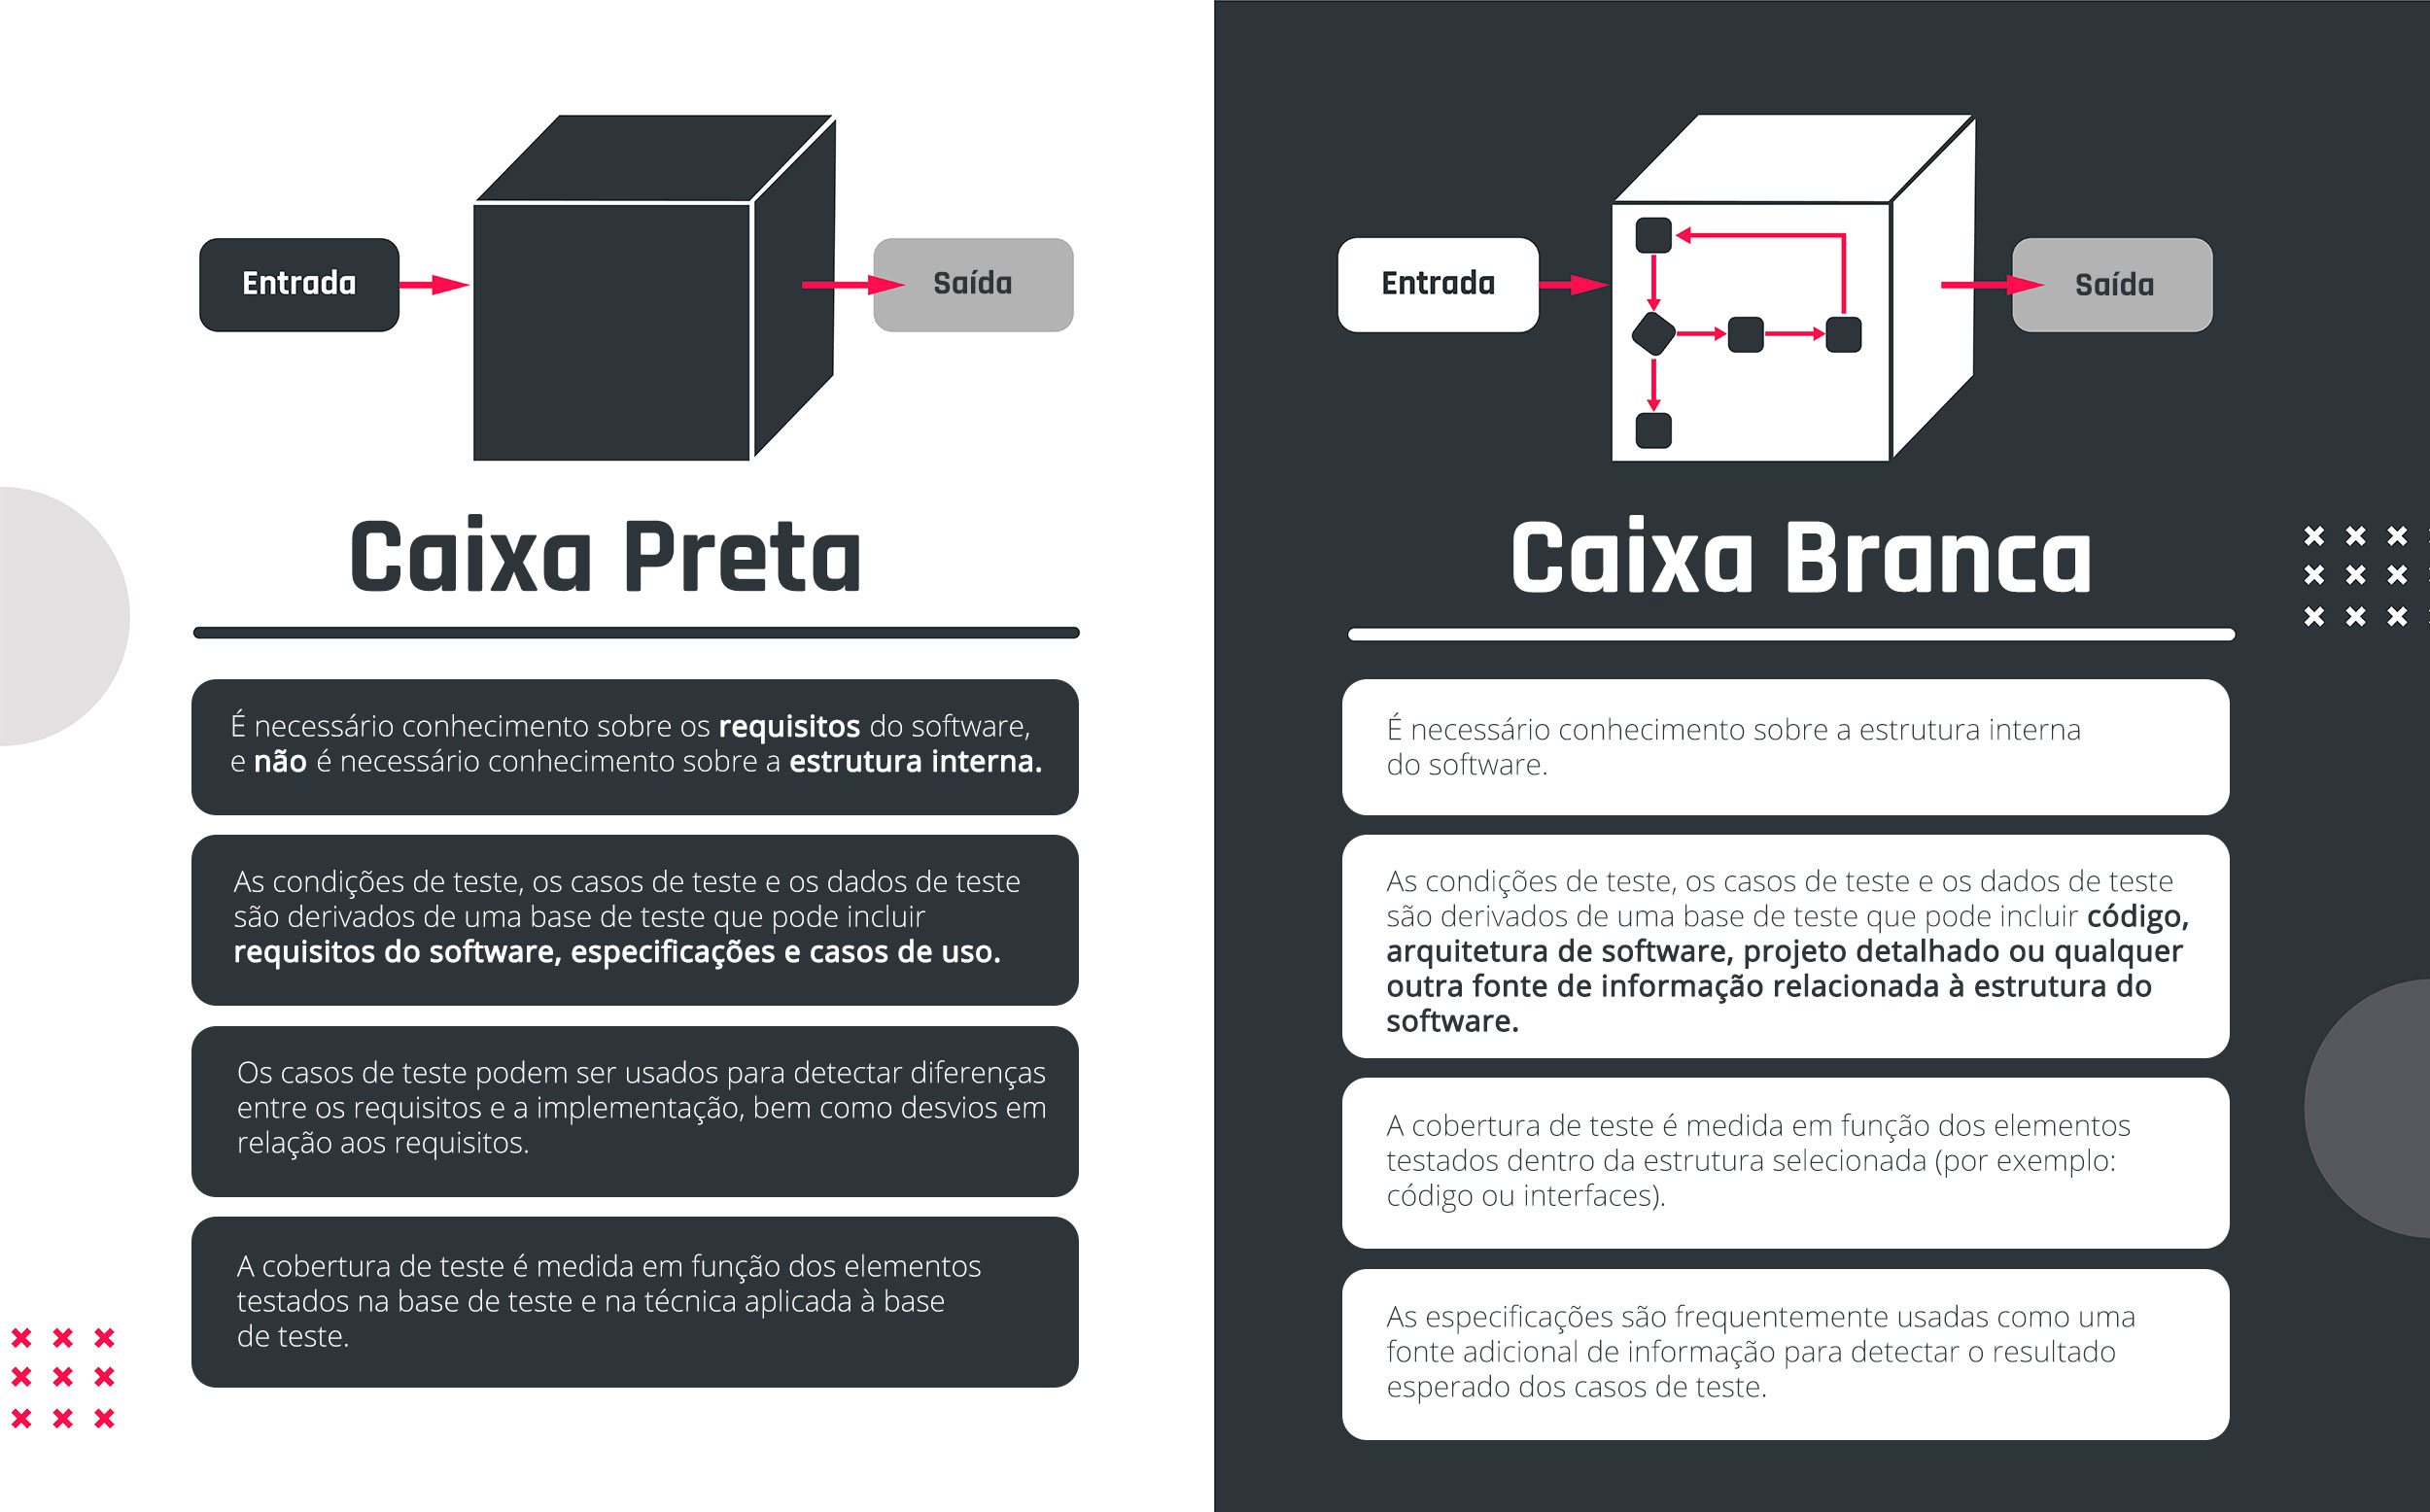 Entrada
Saída
Caixa Preta
É necessário conhecimento sobre os requisitos do software,
e não é necessário conhecimento sobre a estrutura interna.
As condições de teste, os casos de teste e os dados de teste
são derivados de uma base de teste que pode incluir
requisitos do software, especificações e casos de uso.
Os casos de teste podem ser usados para detectar diferenças
entre os requisitos e a implementação, bem como desvios em
relação aos requisitos.
A cobertura de teste é medida em função dos elementos
testados na base de teste e na técnica aplicada à base
de teste.
Entrada
Saída
Caixa Branca
É necessário conhecimento sobre a estrutura interna
do software.
As condições de teste, os casos de teste e os dados de teste
são derivados de uma base de teste que pode incluir código,
arquitetura de software, projeto detalhado ou qualquer
outra fonte de informação relacionada à estrutura do
software.
A cobertura de teste é medida em função dos elementos
testados dentro da estrutura selecionada (por exemplo:
código ou interfaces).
As especificações são frequentemente usadas como uma
fonte adicional de informação para detectar o resultado
esperado dos casos de teste.